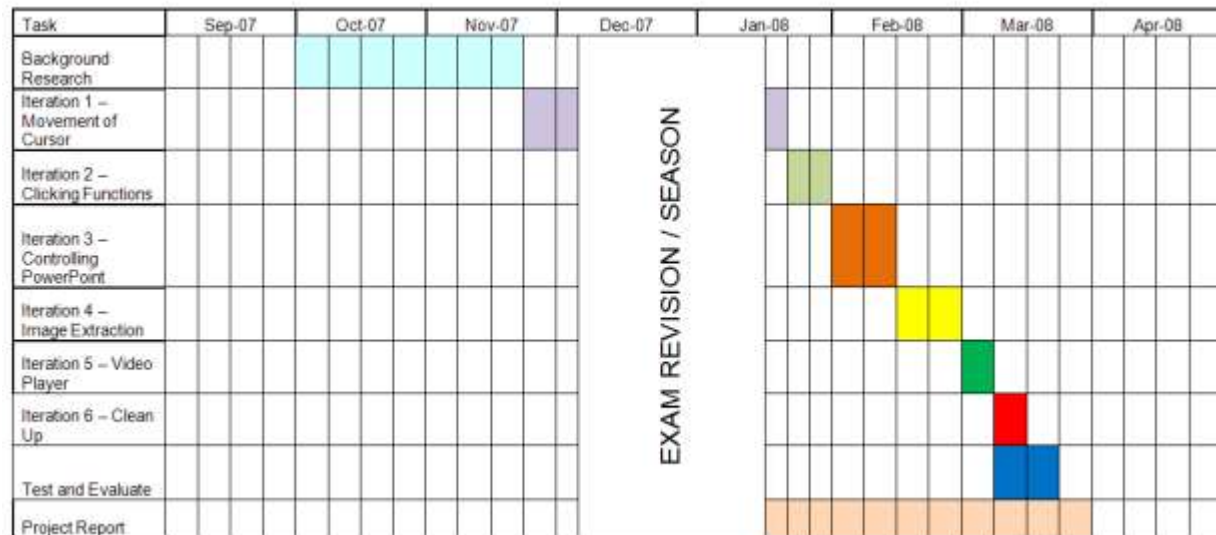 Task Sep-07 Oct-07 Nov-07 Dec-07 Jan-08 Feb-08 Mar-08 Apr-08
Background
Research
Iteration 1 –
Movement of
Cursor
Iteration 2 –
Clicking Functions
Iteration 3 –
Controlling
PowerPoint
Iteration 4 –
Image Extraction
Iteration 5 – Video
Player
Iteration 6 – Clean
Up
Test and Evaluate
Project Report
EXAM REVISION / SEASON